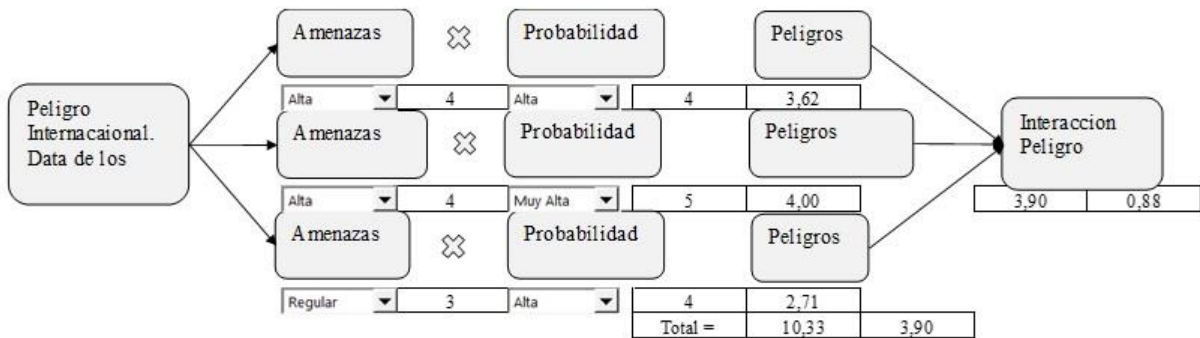 Amenazas Probabilidad Peligros
Alta 4 Alta 4 3,62
Peligro
Internacaional.
Data de los
Amenazas Probabilidad Peligros
Interaccion
Peligro
Alta 4 Muy Alta 5 4,00
3,90 0,88
Amenazas Probabilidad Peligros
Regular 3 Alta 4 2,71
Total = 10,33 3,90